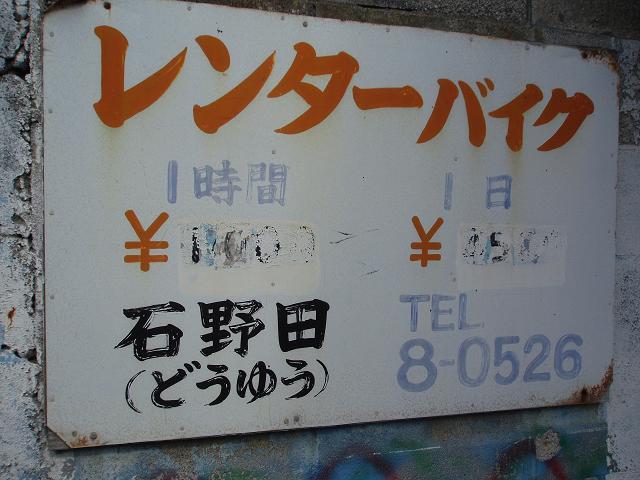 レンターバイク
1時間 1日
¥ ¥
石野田
(どうゆう)
TEL
8-0526